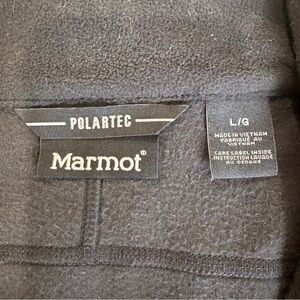 POLARTEC
Marmot®
L/G
MADE IN VIETNAM
FABRIQUÉ AU
VIETNAM
CARE LABEL INSIDE
INSTRUCTION LAVAGE
AU DEDANS